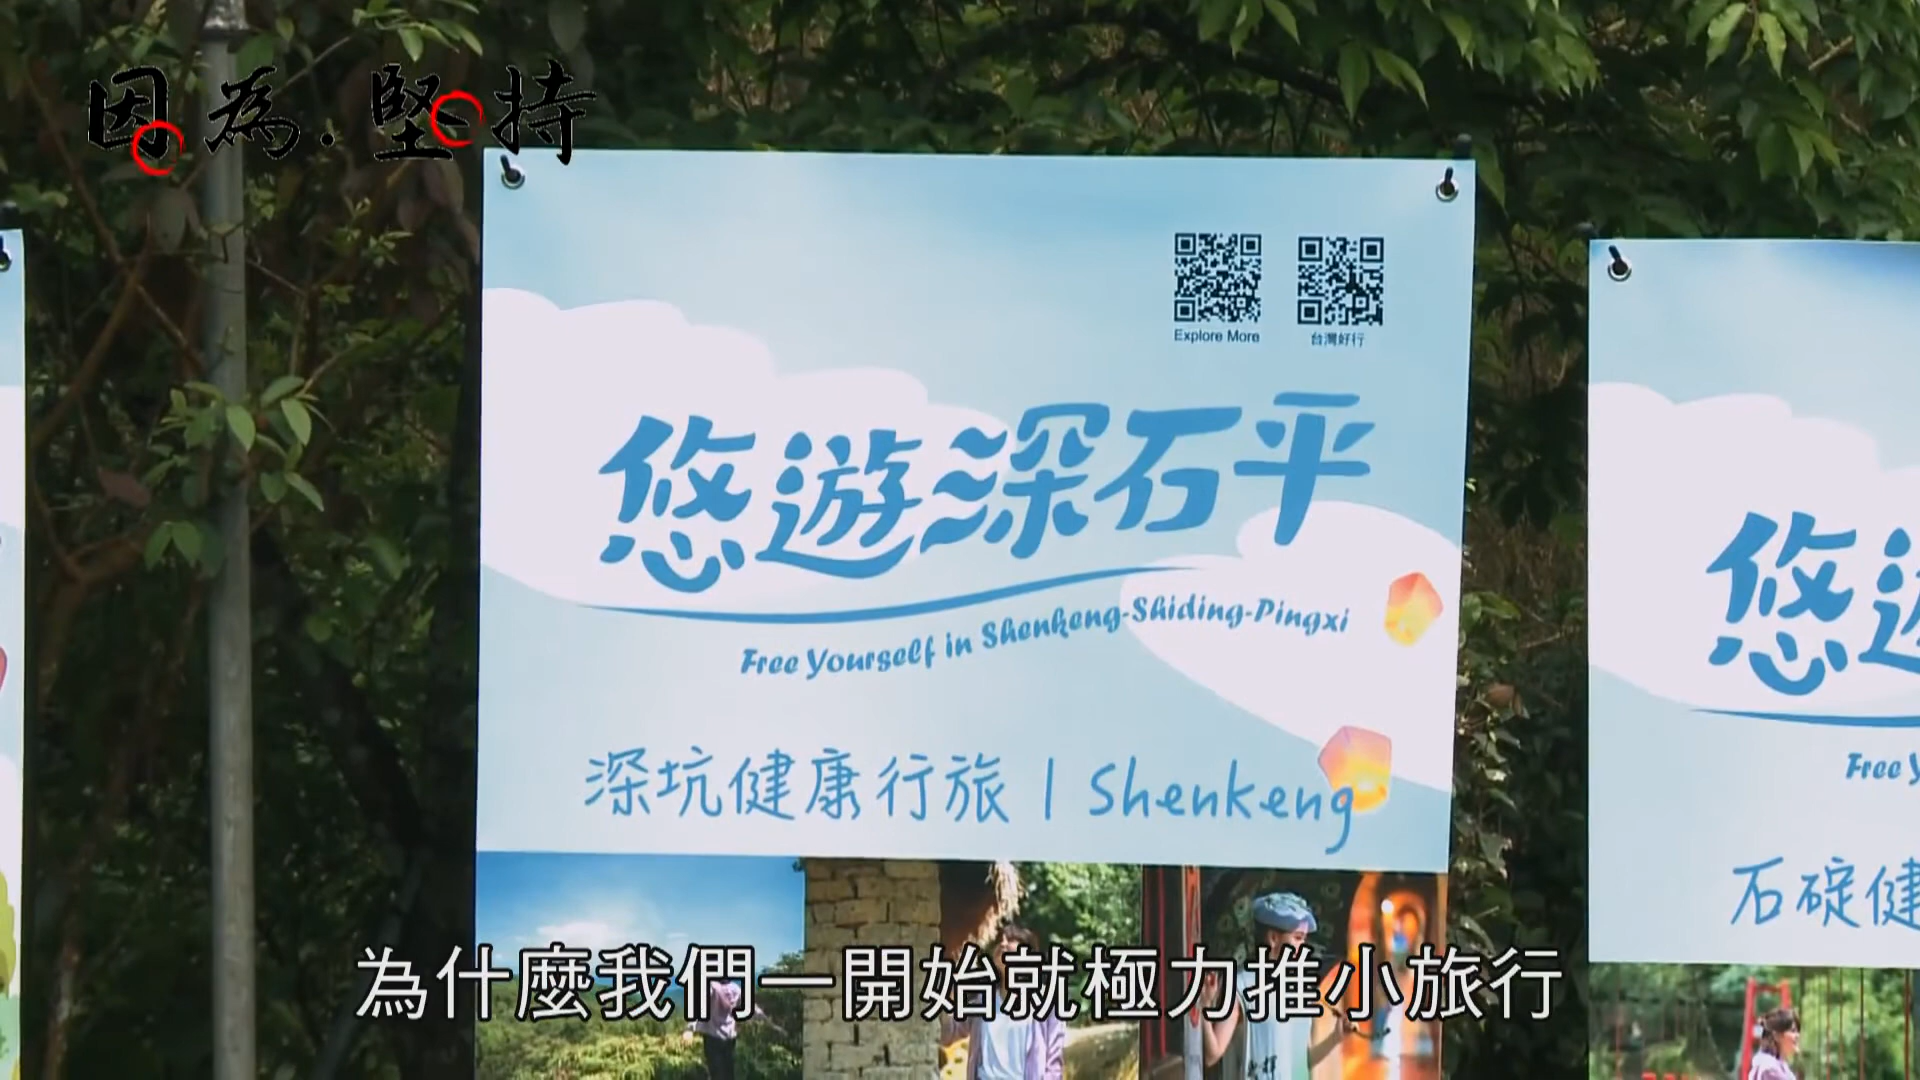 因為.堅持
Explore More
台灣好行
悠遊深石平
Free Yourself in Shenkeng-Shiding-Pingxi
深坑健康行旅 | Shenkeng
悠遊
Free Y
石碇健
為什麼我們一開始就極力推小旅行